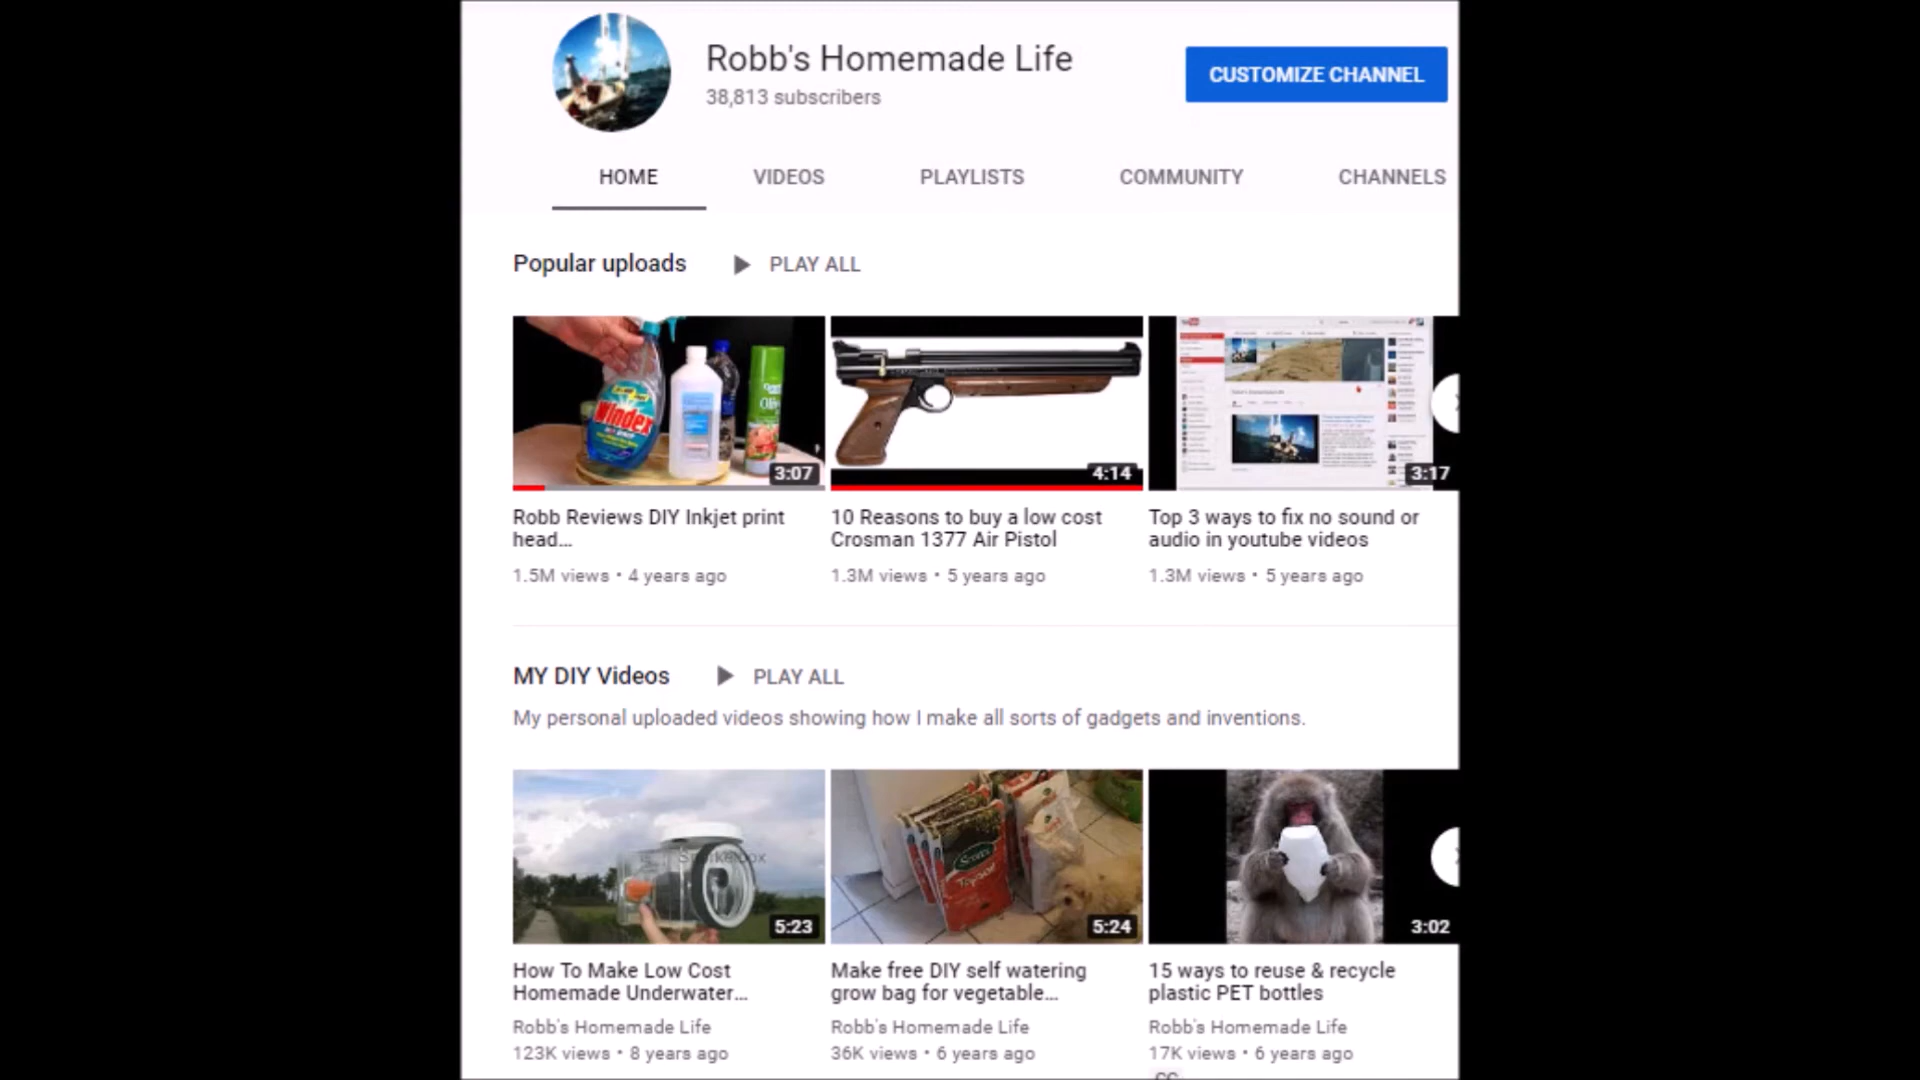 Robb's Homemade Life
38,813 subscribers
CUSTOMIZE CHANNEL
HOME
VIDEOS
PLAYLISTS
COMMUNITY
CHANNELS
Popular uploads
PLAY ALL
Windex
3:07
4:14
3:17
Robb Reviews DIY Inkjet print
head...
1.5M views • 4 years ago
10 Reasons to buy a low cost
Crosman 1377 Air Pistol
1.3M views • 5 years ago
Top 3 ways to fix no sound or
audio in youtube videos
1.3M views • 5 years ago
MY DIY Videos
PLAY ALL
My personal uploaded videos showing how I make all sorts of gadgets and inventions.
5:23
5:24
3:02
How To Make Low Cost
Homemade Underwater...
Robb's Homemade Life
123K views • 8 years ago
Make free DIY self watering
grow bag for vegetable...
Robb's Homemade Life
36K views • 6 years ago
15 ways to reuse & recycle
plastic PET bottles
Robb's Homemade Life
17K views • 6 years ago